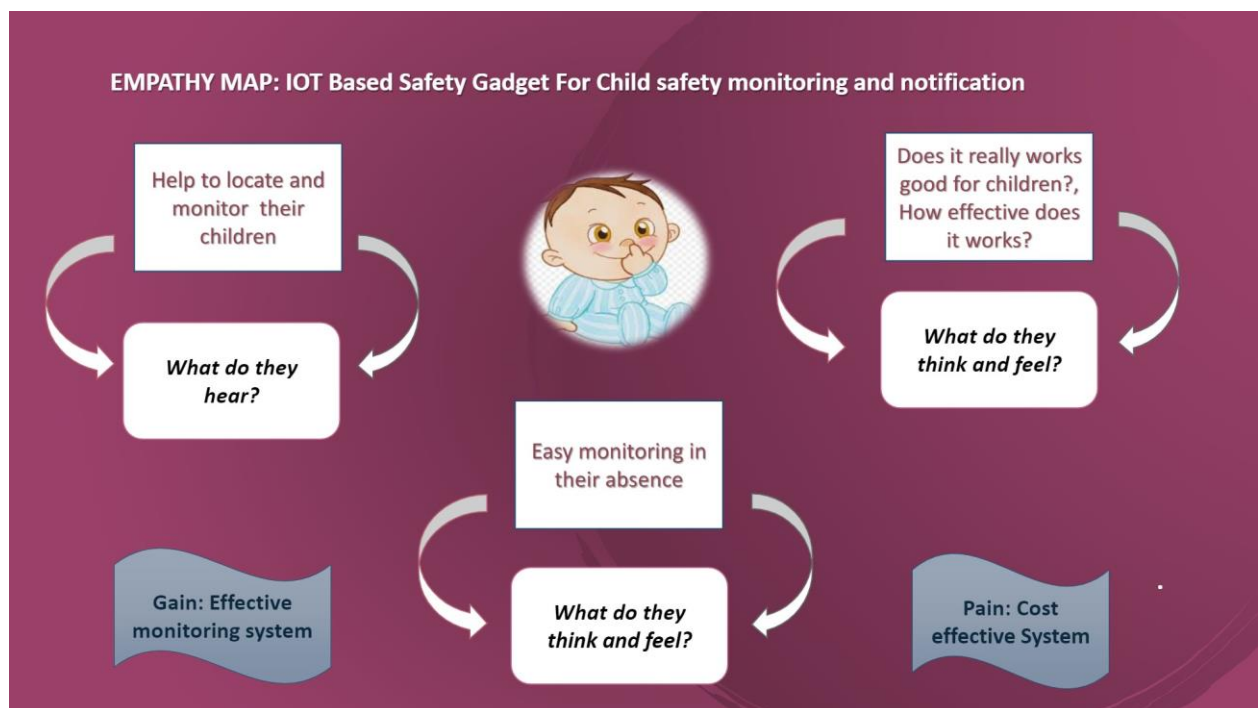 EMPATHY MAP: IOT Based Safety Gadget For Child safety monitoring and notification
Help to locate and
monitor their
children
What do they
hear?
Does it really works
good for children?,
How effective does
it works?
What do they
think and feel?
Easy monitoring in
their absence
What do they
think and feel?
Gain: Effective
monitoring system
Pain: Cost
effective System